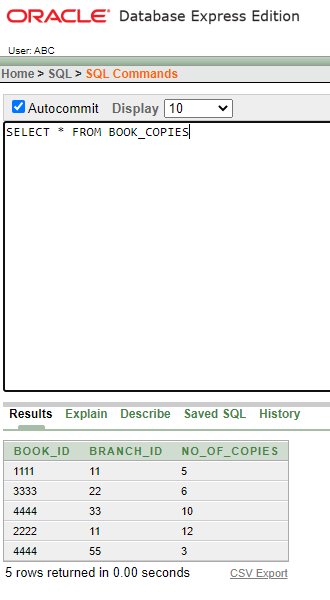 ORACLE® Database Express Edition
User: ABC
Home > SQL > SQL Commands
Autocommit Display 10
SELECT * FROM BOOK_COPIES
Results Explain Describe Saved SQL History
BOOK_ID BRANCH_ID NO_OF_COPIES
1111 11 5
3333 22 6
4444 33 10
2222 11 12
4444 55 3
5 rows returned in 0.00 seconds CSV Export